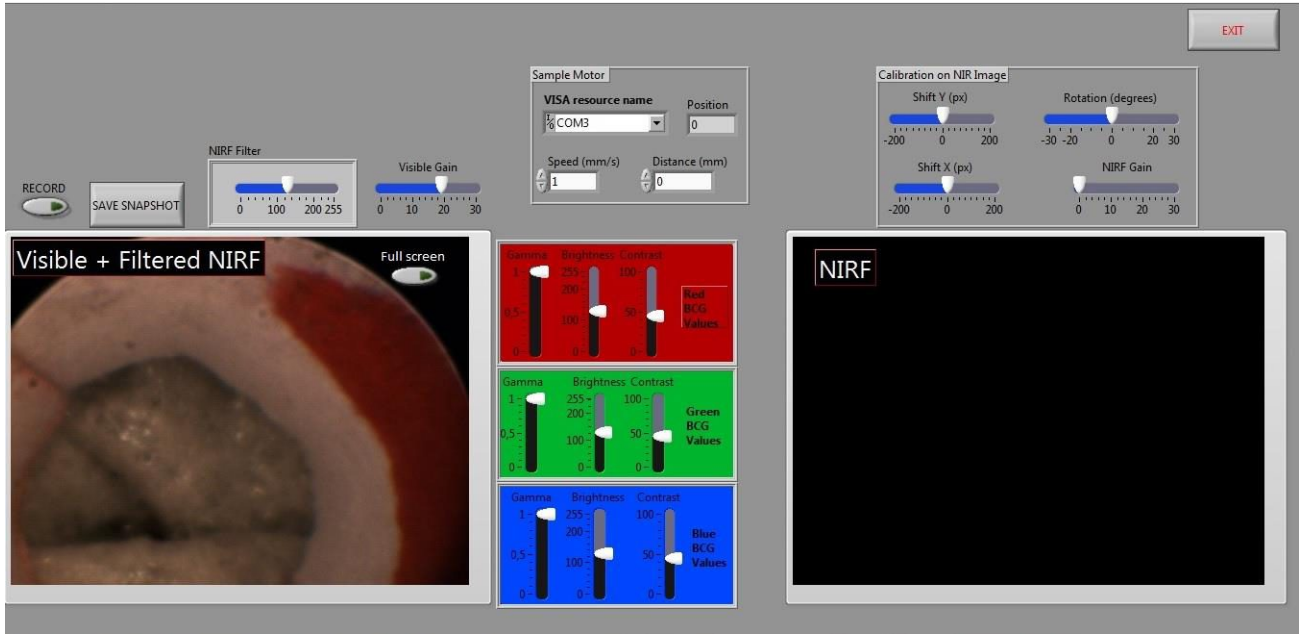 EXIT
Sample Motor
VISA resource name
Position
I/O COM3
0
Speed (mm/s)
Distance (mm)
1
0
Calibration on NIR Image
Shift Y (px)
Rotation (degrees)
-200 0 200
-30 -20 0 20 30
Shift X (px)
NIRF Gain
-200 0 200
0 10 20 30
RECORD
SAVE SNAPSHOT
NIRF Filter
0 100 200 255
Visible Gain
0 10 20 30
Visible + Filtered NIRF
Full screen
Gamma Brightness Contrast
1 255 100
200
0,5 100 50
0 0 0
Red
BCG
Values
Gamma Brightness Contrast
1 255 100
200
0,5 100 50
0 0 0
Green
BCG
Values
Gamma Brightness Contrast
1 255 100
200
0,5 100 50
0 0 0
Blue
BCG
Values
NIRF